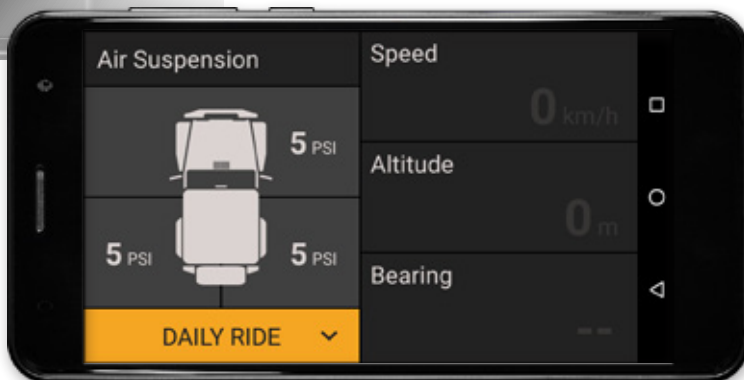 Air Suspension
5 PSI
5 PSI
5 PSI
DAILY RIDE
Speed
0 km/h
Altitude
0 m
Bearing
--